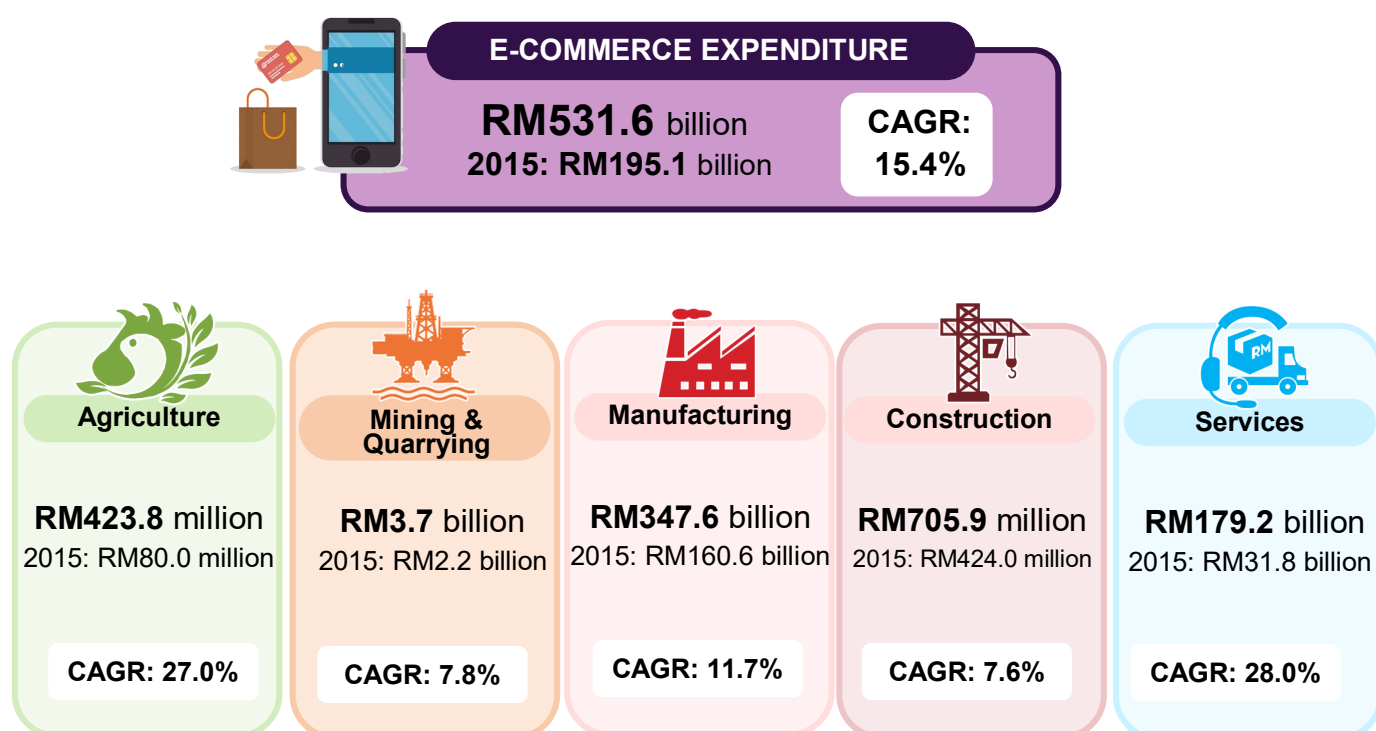 E-COMMERCE EXPENDITURE
RM531.6 billion
2015: RM195.1 billion
CAGR:
15.4%
Agriculture
RM423.8 million
2015: RM80.0 million
CAGR: 27.0%
Mining &
Quarrying
RM3.7 billion
2015: RM2.2 billion
CAGR: 7.8%
Manufacturing
RM347.6 billion
2015: RM160.6 billion
CAGR: 11.7%
Construction
RM705.9 million
2015: RM424.0 million
CAGR: 7.6%
RM
Services
RM179.2 billion
2015: RM31.8 billion
CAGR: 28.0%